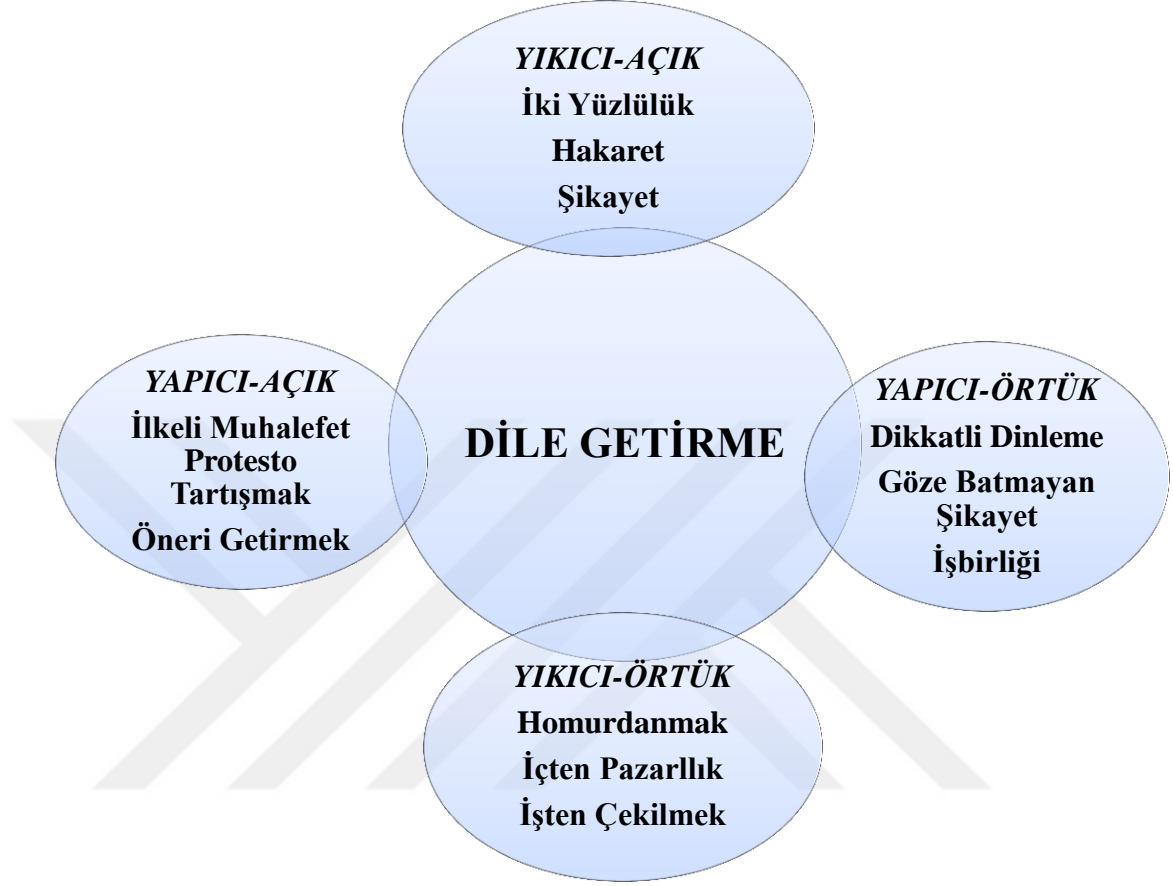 YIKICI-AÇIK
İki Yüzlülük
Hakaret
Şikayet
YAPICI-AÇIK
İlkeli Muhalefet
Protesto
Tartışmak
Öneri Getirmek
DİLE GETİRME
YAPICI-ÖRTÜK
Dikkatli Dinleme
Göze Batmayan
Şikayet
İşbirliği
YIKICI-ÖRTÜK
Homurdanmak
İçten Pazarllık
İşten Çekilmek